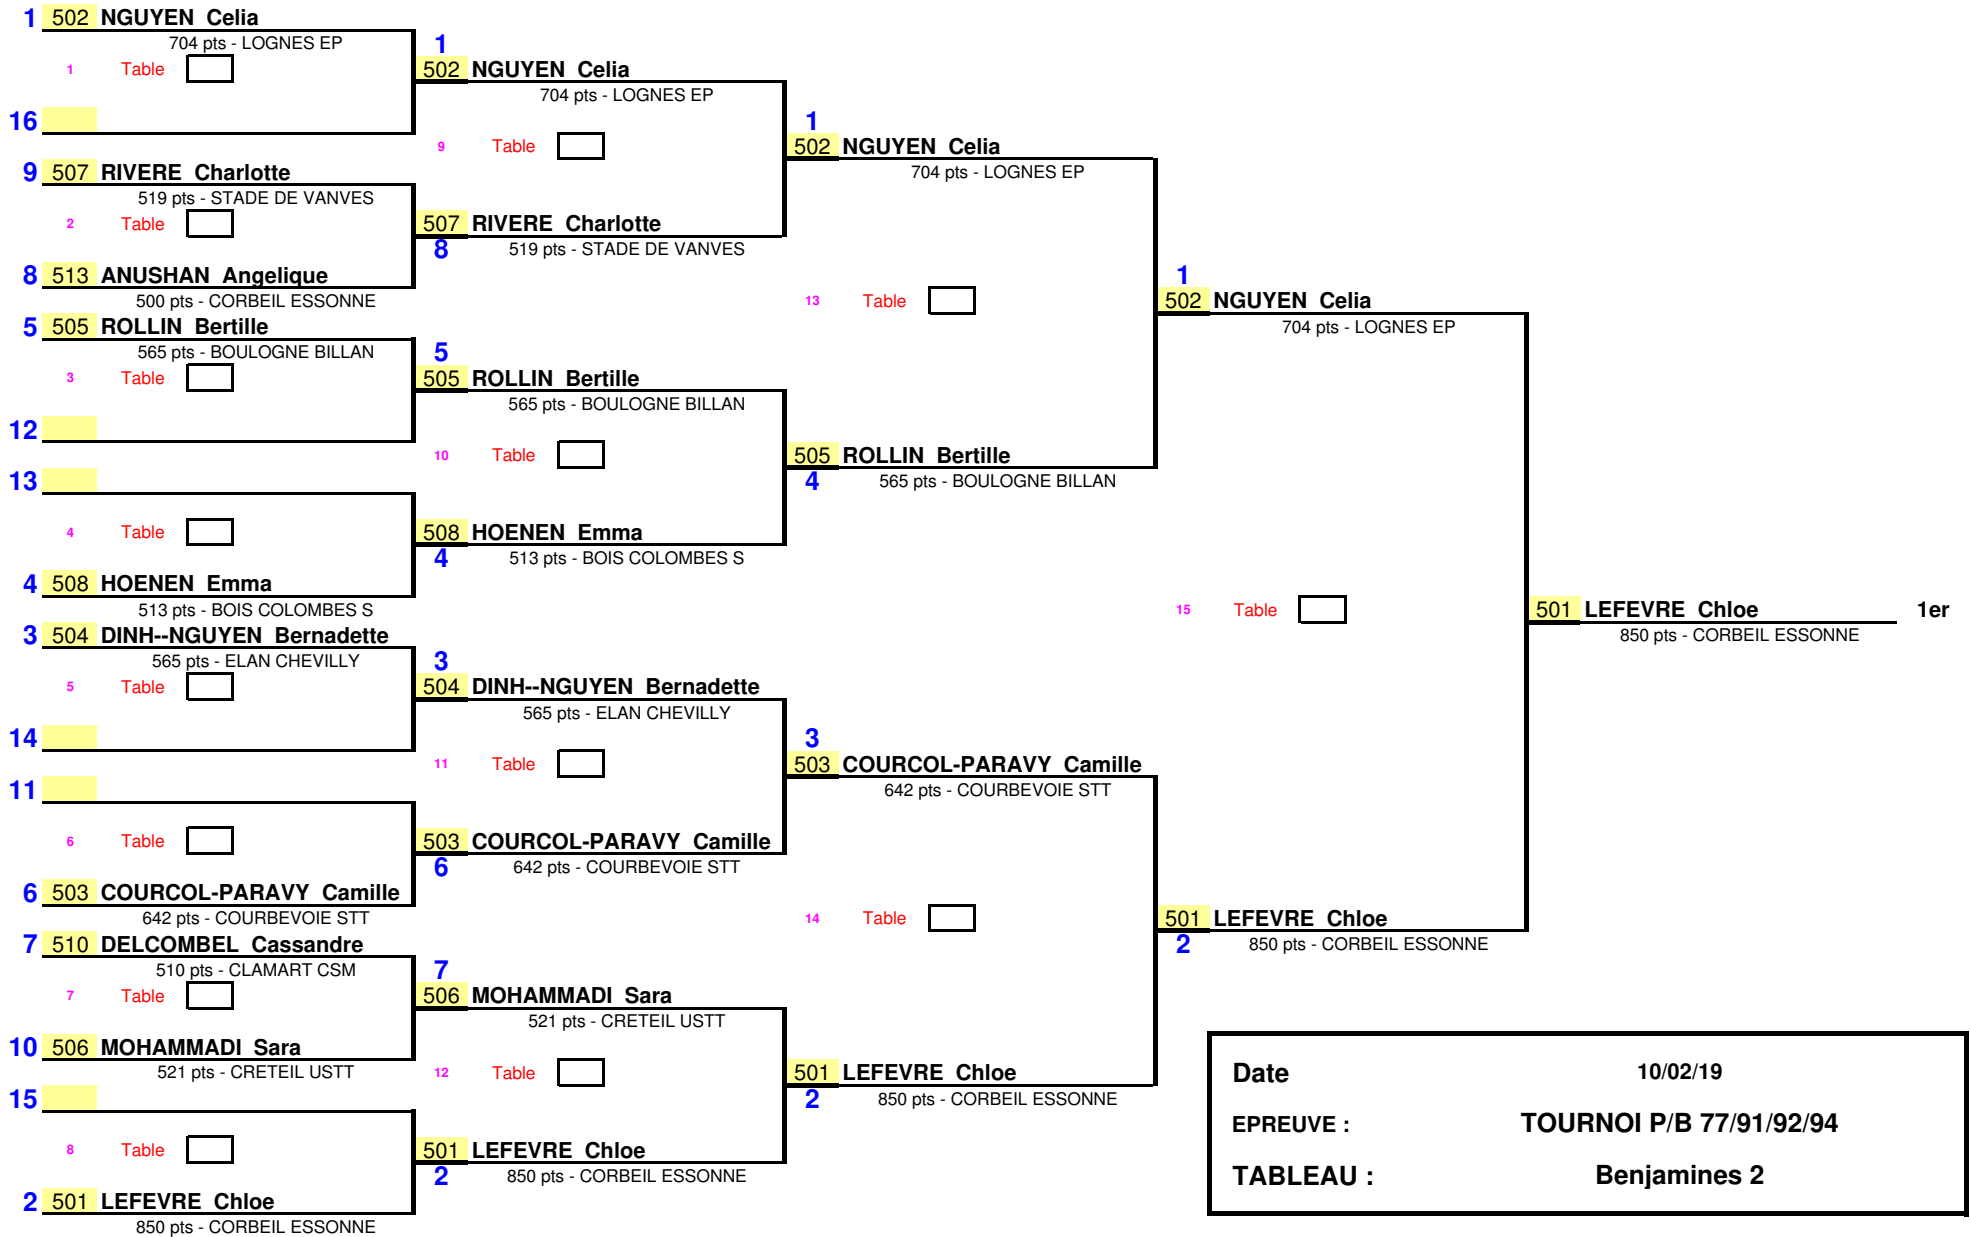 1 502 NGUYEN Celia
704 pts - LOGNES EP
1 Table
16
9 507 RIVERE Charlotte
519 pts - STADE DE VANVES
2 Table
8 513 ANUSHAN Angelique
500 pts - CORBEIL ESSONNE
5 505 ROLLIN Bertille
565 pts - BOULOGNE BILLAN
3 Table
12
13
4 Table
4 508 HOENEN Emma
513 pts - BOIS COLOMBES S
3 504 DINH--NGUYEN Bernadette
565 pts - ELAN CHEVILLY
5 Table
14
11
6 Table
6 503 COURCOL-PARAVY Camille
642 pts - COURBEVOIE STT
7 510 DELCOMBEL Cassandre
510 pts - CLAMART CSM
7 Table
10 506 MOHAMMADI Sara
521 pts - CRETEIL USTT
15
8 Table
2 501 LEFEVRE Chloe
850 pts - CORBEIL ESSONNE
1
502 NGUYEN Celia
704 pts - LOGNES EP
9 Table
507 RIVERE Charlotte
8 519 pts - STADE DE VANVES
5
505 ROLLIN Bertille
565 pts - BOULOGNE BILLAN
10 Table
508 HOENEN Emma
4 513 pts - BOIS COLOMBES S
3
504 DINH--NGUYEN Bernadette
565 pts - ELAN CHEVILLY
11 Table
503 COURCOL-PARAVY Camille
6 642 pts - COURBEVOIE STT
7
506 MOHAMMADI Sara
521 pts - CRETEIL USTT
12 Table
501 LEFEVRE Chloe
2 850 pts - CORBEIL ESSONNE
1
502 NGUYEN Celia
704 pts - LOGNES EP
13 Table
505 ROLLIN Bertille
4 565 pts - BOULOGNE BILLAN
3
503 COURCOL-PARAVY Camille
642 pts - COURBEVOIE STT
14 Table
501 LEFEVRE Chloe
2 850 pts - CORBEIL ESSONNE
1
502 NGUYEN Celia
704 pts - LOGNES EP
15 Table
501 LEFEVRE Chloe
2 850 pts - CORBEIL ESSONNE
501 LEFEVRE Chloe 1er
850 pts - CORBEIL ESSONNE
Date 10/02/19
EPREUVE : TOURNOI P/B 77/91/92/94
TABLEAU : Benjamines 2